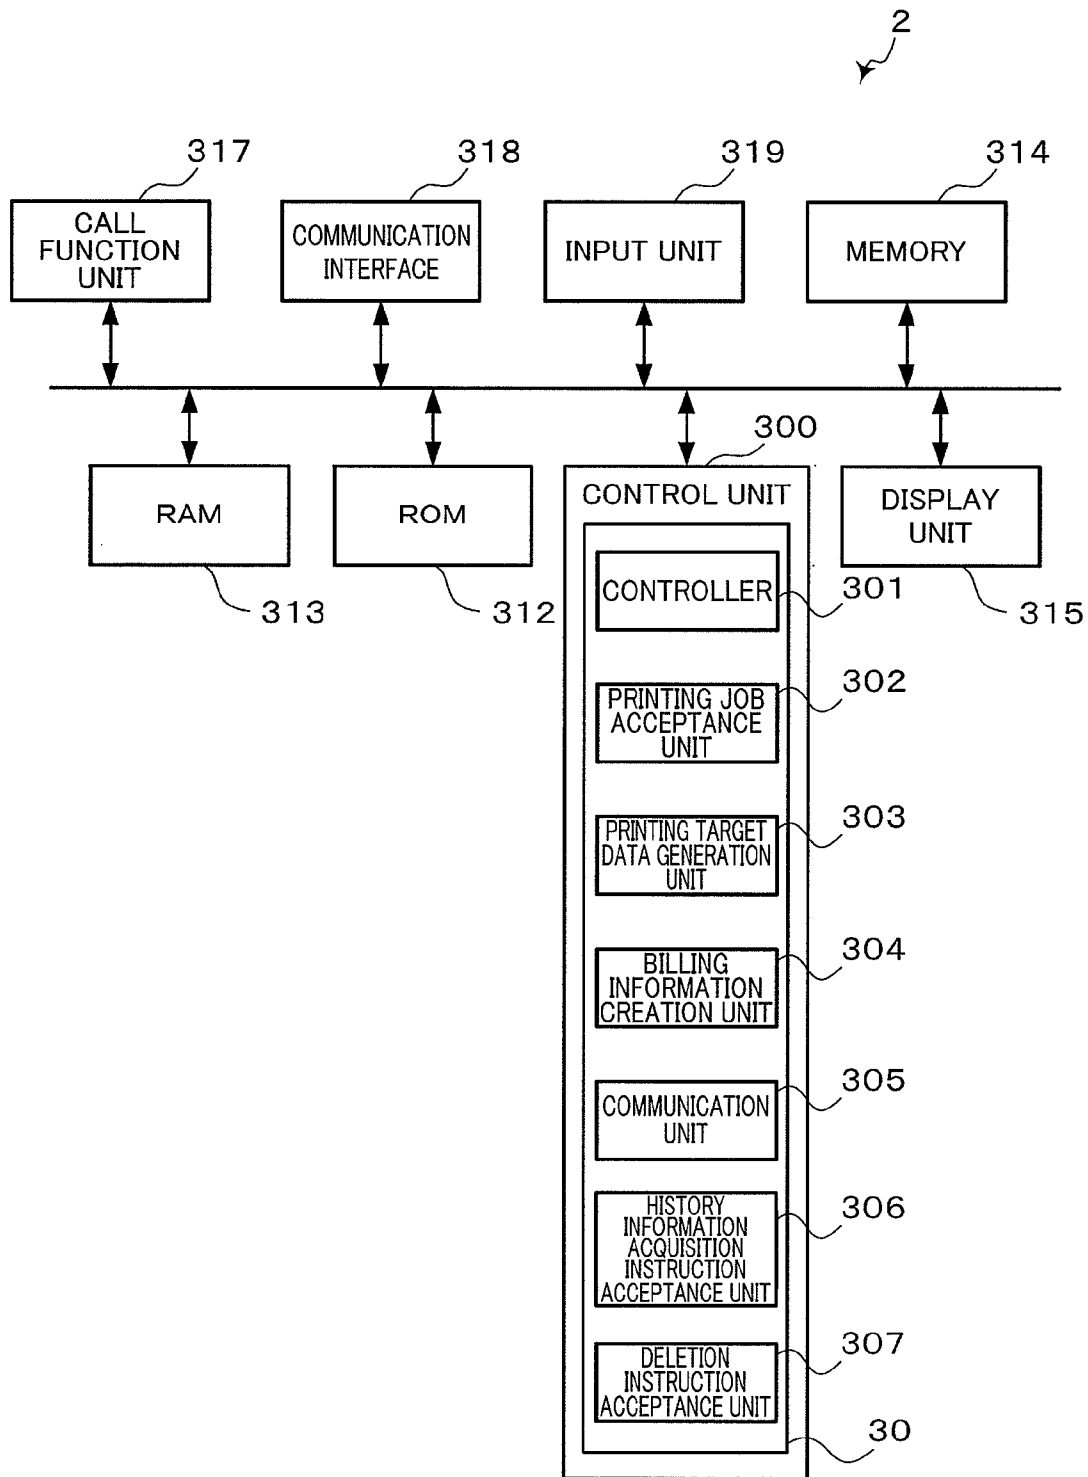 2
317
318
319
314
CALL
FUNCTION
UNIT
COMMUNICATION
INTERFACE
INPUT UNIT
MEMORY
300
RAM
ROM
CONTROL UNIT
DISPLAY
UNIT
313
312
315
CONTROLLER
301
PRINTING JOB
ACCEPTANCE
UNIT
302
PRINTING TARGET
DATA GENERATION
UNIT
303
BILLING
INFORMATION
CREATION UNIT
304
COMMUNICATION
UNIT
305
HISTORY
INFORMATION
ACQUISITION
INSTRUCTION
ACCEPTANCE UNIT
306
DELETION
INSTRUCTION
ACCEPTANCE UNIT
307
30